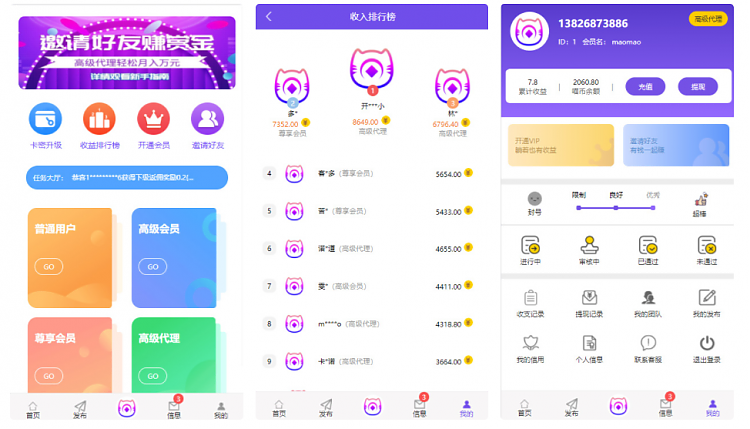 邀请好友赚赏金
高级代理轻松月入万元
详情观看新手指南
卡密升级
收益排行榜
开通会员
邀请好友
任务大厅：
恭喜1*********6获得下级返佣奖励0.2(...
普通用户
GO
高级会员
GO
尊享会员
GO
高级代理
GO
首页
发布
3
信息
我的
收入排行榜
2
多*
7352.00
尊享会员
1
开***小
8649.00
高级代理
3
林*
6796.40
高级代理
4
客*多（尊享会员）
5654.00
5
苦*（尊享会员）
5433.00
6
（高级代理）
4655.00
7
雯*（高级会员）
4411.00
8
m****o（高级代理）
4318.80
9
卡*诺（高级代理）
3664.00
首页
发布
3
信息
我的
13826873886
高级代理
ID：1 会员名：maomao
7.8
累计收益
2060.80
喵币余额
充值
提现
开通VIP
躺着也有收益
邀请好友
有钱一起赚
封号
限制
良好
优秀
超棒
进行中
审核中
已通过
未通过
收支记录
提现记录
我的团队
我的发布
我的信用
个人信息
联系客服
退出登录
首页
发布
3
信息
我的